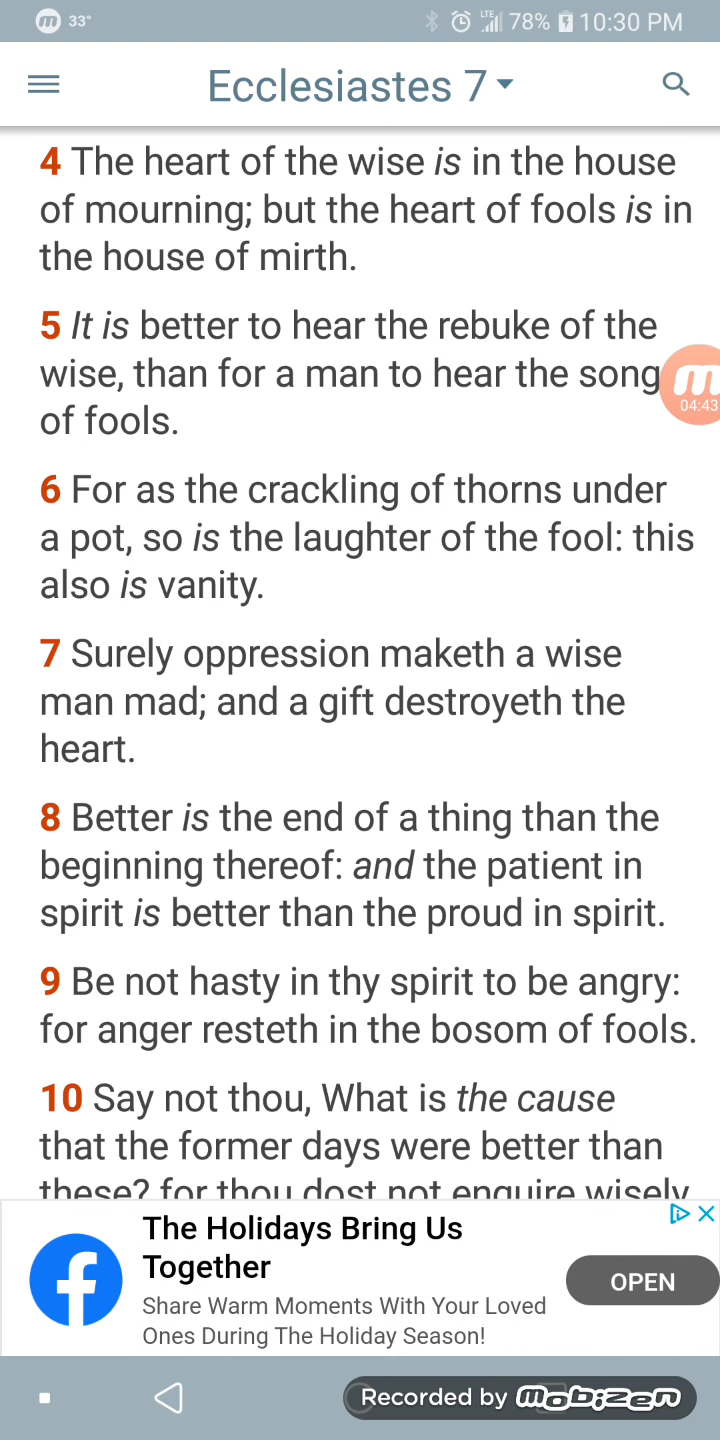 m 33° LTE 78% 10:30 PM
Ecclesiastes 7
4 The heart of the wise is in the house
of mourning; but the heart of fools is in
the house of mirth.
5 It is better to hear the rebuke of the
wise, than for a man to hear the song
of fools.
m
04:43
6 For as the crackling of thorns under
a pot, so is the laughter of the fool: this
also is vanity.
7 Surely oppression maketh a wise
man mad; and a gift destroyeth the
heart.
8 Better is the end of a thing than the
beginning thereof: and the patient in
spirit is better than the proud in spirit.
9 Be not hasty in thy spirit to be angry:
for anger resteth in the bosom of fools.
10 Say not thou, What is the cause
that the former days were better than
these? for thou dost not enquire wisely
The Holidays Bring Us
Together
Share Warm Moments With Your Loved
Ones During The Holiday Season!
OPEN
Recorded by mobizen